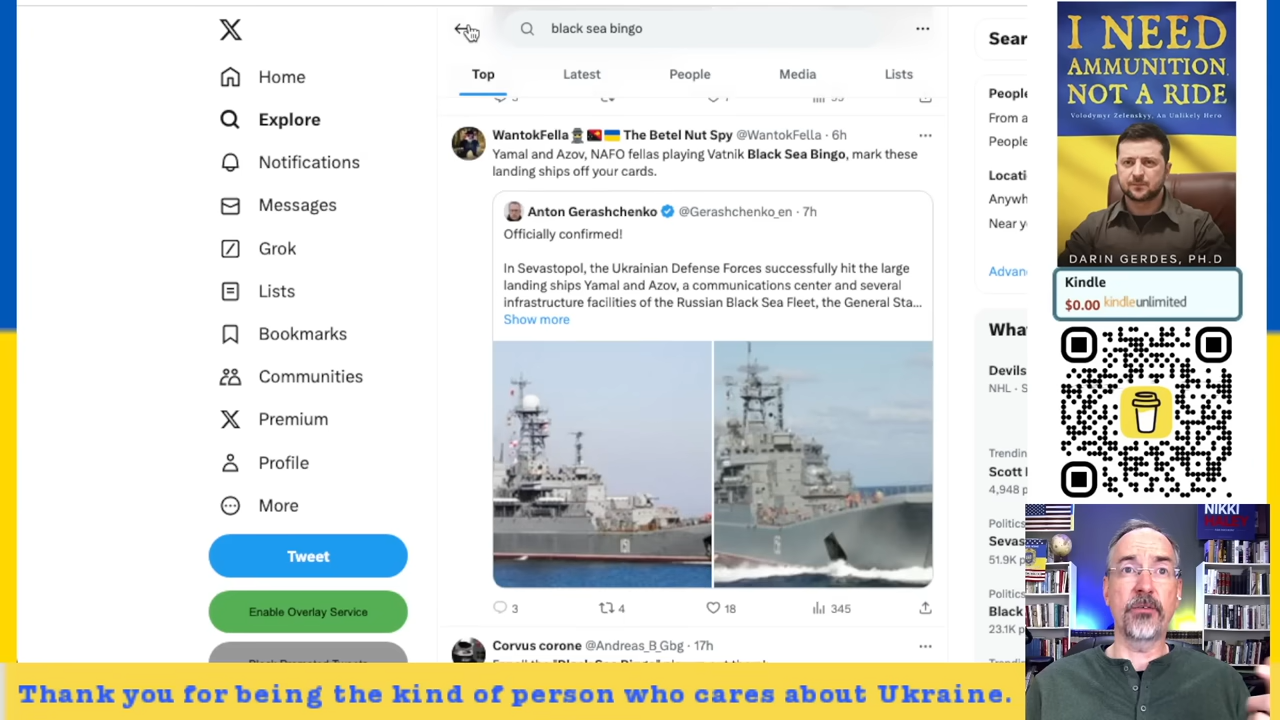 black sea bingo
Top
Latest
People
Media
Lists
Home
Explore
Notifications
Messages
Grok
Lists
Bookmarks
Communities
Premium
Profile
More
Tweet
Enable Overlay Service
WantokFella The Betel Nut Spy @WantokFella · 6h
Yamal and Azov, NAFO fellas playing Vatnik Black Sea Bingo, mark these
landing ships off your cards.
Anton Gerashchenko @Gerashchenko_en · 7h
Officially confirmed!
In Sevastopol, the Ukrainian Defense Forces successfully hit the large
landing ships Yamal and Azov, a communications center and several
infrastructure facilities of the Russian Black Sea Fleet, the General Sta...
Show more
3
4
18
345
Corvus corone @Andreas_B_Gbg · 17h
Sear
People
From a
People
Locati
Anywh
Near y
Advan
Wha
Devils
NHL · S
Trending
Scott
4,948 p
Politics
Sevas
51.9K p
Politics
Black
23.1K p
I NEED
AMMUNITION,
NOT A RIDE
Volodymyr Zelenskyy, An Unlikely Hero
DARIN GERDES, PH.D
Kindle
$0.00 kindleunlimited
NIKKI
HALEY
Thank you for being the kind of person who cares about Ukraine.